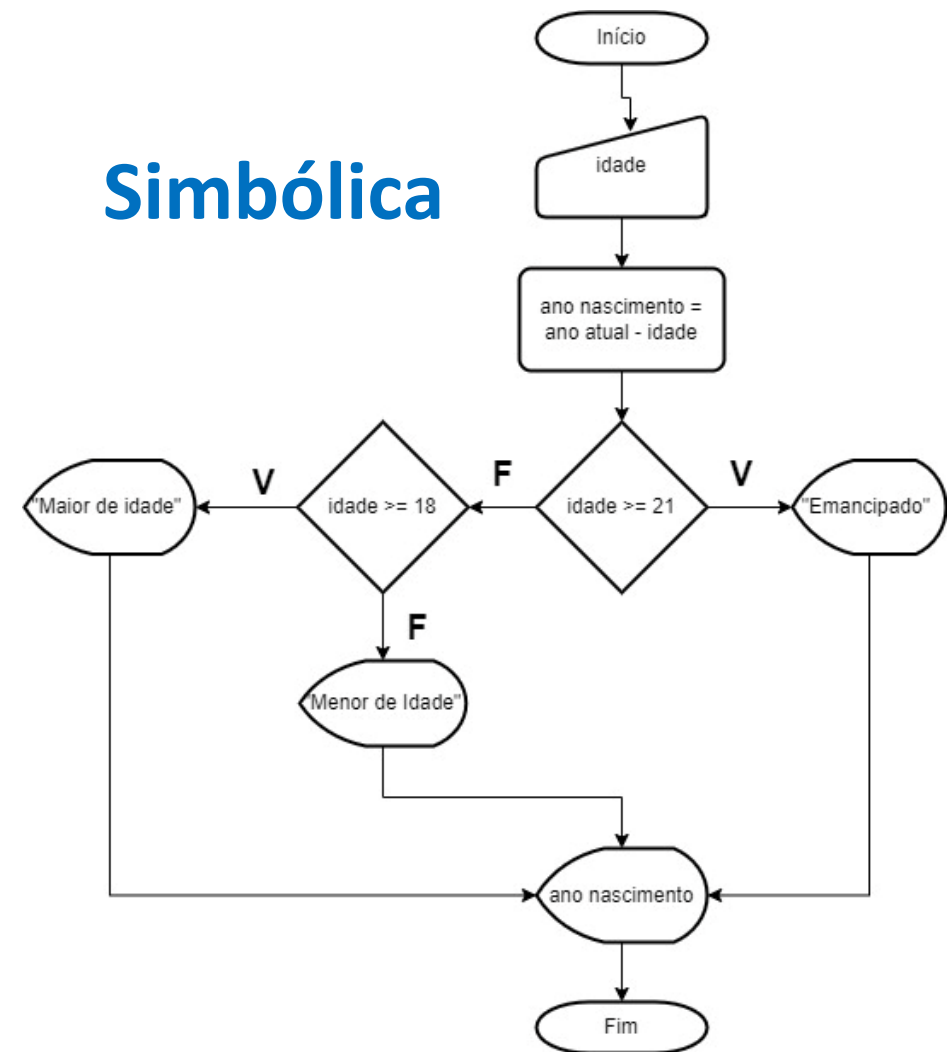 Início
Simbólica
idade
ano nascimento =
ano atual - idade
"Maior de idade"
V
idade >= 18
F
idade >= 21
V
"Emancipado"
F
"Menor de Idade"
ano nascimento
Fim